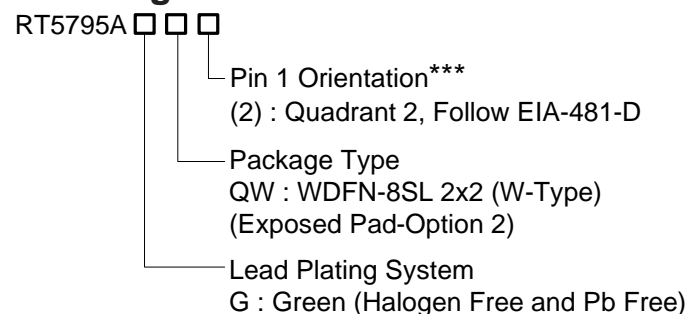 RT5795A
Pin 1 Orientation***
(2) : Quadrant 2, Follow EIA-481-D
Package Type
QW : WDFN-8SL 2x2 (W-Type)
(Exposed Pad-Option 2)
Lead Plating System
G : Green (Halogen Free and Pb Free)